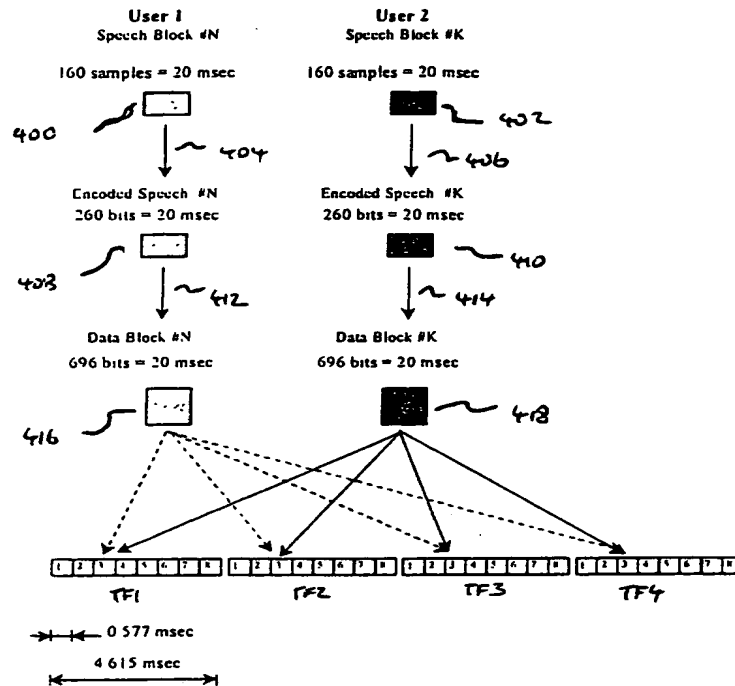 User 1
Speech Block #N
User 2
Speech Block #K
160 samples = 20 msec
160 samples = 20 msec
400
402
404
406
Encoded Speech #N
260 bits = 20 msec
Encoded Speech #K
260 bits = 20 msec
408
410
412
414
Data Block #N
696 bits = 20 msec
Data Block #K
696 bits = 20 msec
416
418
1 2 3 4 5 6 7 8
1 2 3 4 5 6 7 8
1 2 3 4 5 6 7 8
1 2 3 4 5 6 7 8
TF1
TF2
TF3
TF4
0 577 msec
4 615 msec